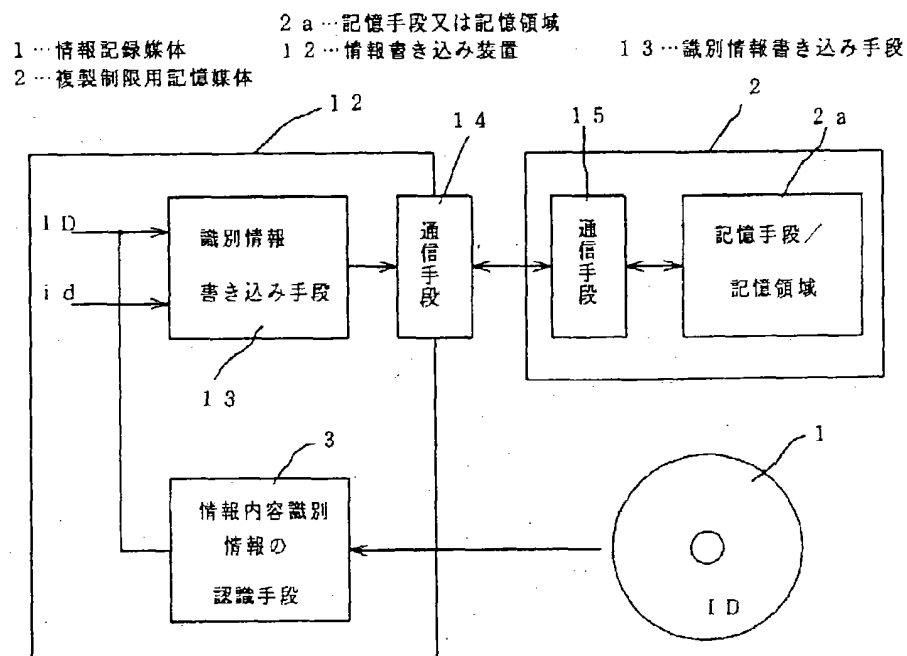 2a…記憶手段又は記憶領域
1…情報記録媒体
12…情報書き込み装置
13…識別情報書き込み手段
2…複製制限用記憶媒体
12
14
15
2
2a
ID
id
識別情報
書き込み手段
通信手段
通信手段
記憶手段/
記憶領域
13
3
1
情報内容識別
情報の
認識手段
ID